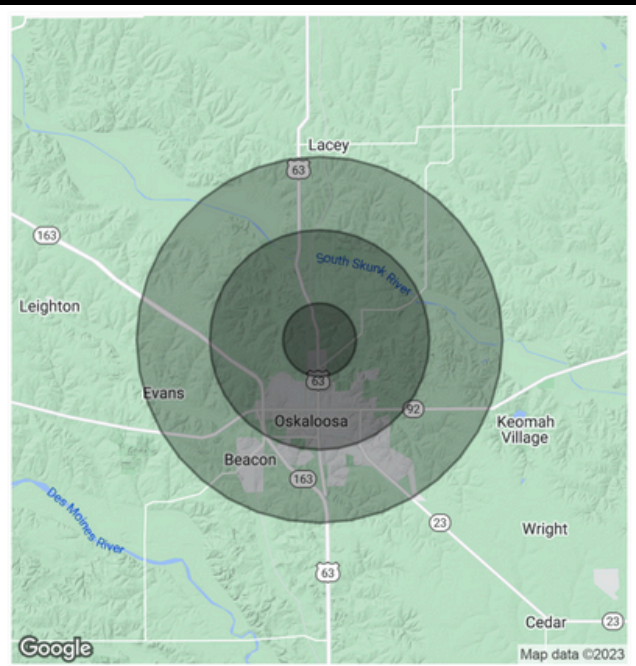 Lacey
63
163
South Skunk River
Leighton
63
Evans
92
Oskaloosa
Keomah
Village
Beacon
163
Des Moines River
23
Wright
63
Cedar
23
Google
Map data ©2023